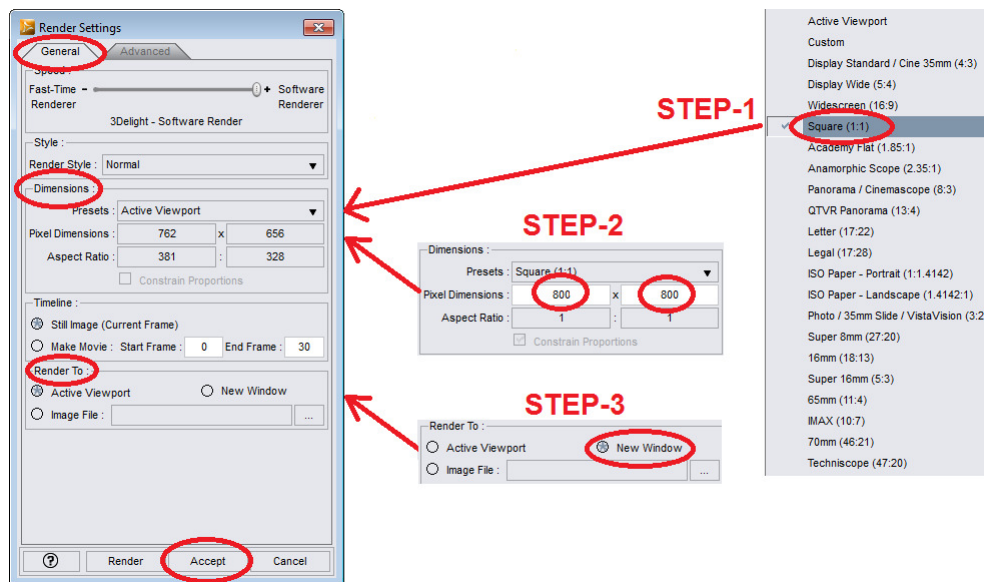 Render Settings
General
Advanced
Speed :
Fast-Time - + Software
Renderer Renderer
3Delight - Software Render
Style :
Render Style : Normal
Dimensions :
Presets : Active Viewport
Pixel Dimensions : 762 x 656
Aspect Ratio : 381 : 328
Constrain Proportions
Timeline :
Still Image (Current Frame)
Make Movie : Start Frame : 0 End Frame : 30
Render To :
Active Viewport New Window
Image File : ...
? Render Accept Cancel
STEP-1
STEP-2
Dimensions :
Presets : Square (1:1)
Pixel Dimensions : 800 x 800
Aspect Ratio : 1 : 1
Constrain Proportions
STEP-3
Render To :
Active Viewport New Window
Image File : ...
Active Viewport
Custom
Display Standard / Cine 35mm (4:3)
Display Wide (5:4)
Widescreen (16:9)
Square (1:1)
Academy Flat (1.85:1)
Anamorphic Scope (2.35:1)
Panorama / Cinemascope (8:3)
QTVR Panorama (13:4)
Letter (17:22)
Legal (17:28)
ISO Paper - Portrait (1:1.4142)
ISO Paper - Landscape (1.4142:1)
Photo / 35mm Slide / VistaVision (3:2
Super 8mm (27:20)
16mm (18:13)
Super 16mm (5:3)
65mm (11:4)
IMAX (10:7)
70mm (46:21)
Techniscope (47:20)